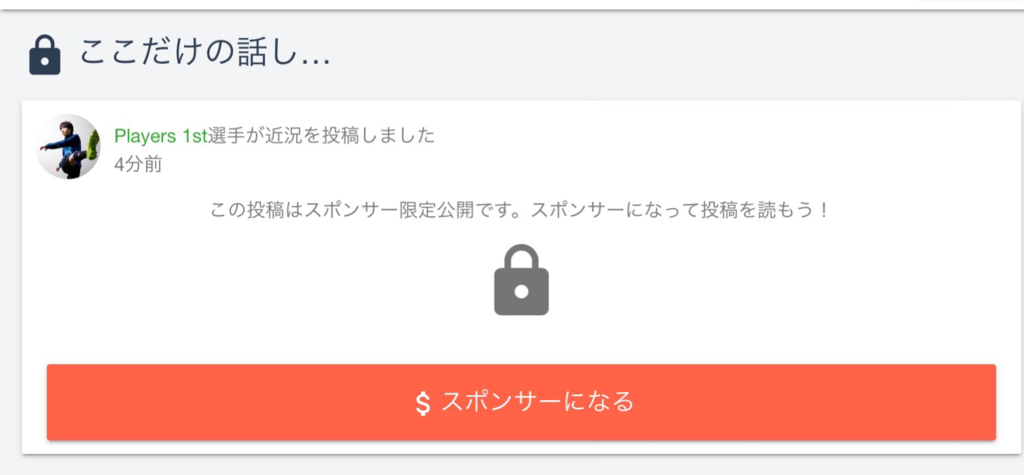 ここだけの話し...
Players 1st選手が近況を投稿しました
4分前
この投稿はスポンサー限定公開です。スポンサーになって投稿を読もう！
$ スポンサーになる